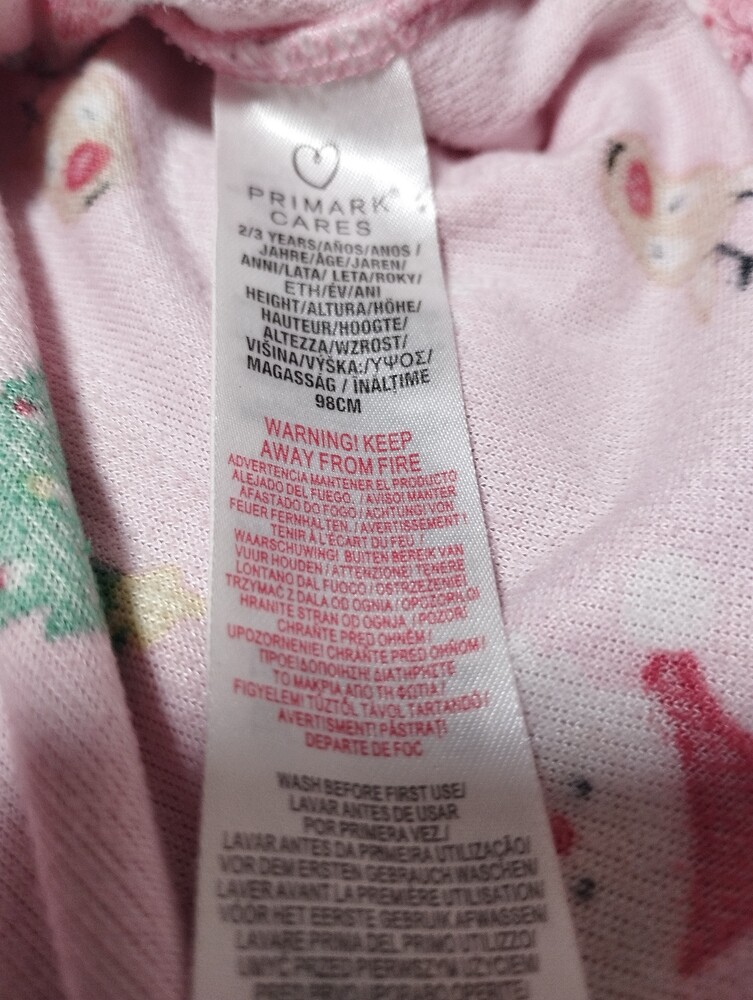 PRIMARK®
CARES
2/3 YEARS/AÑOS/ANOS /
JAHRE/ÂGE/JAREN/
ANNI/LATA/ LETA/ROKY/
ΕΤΗ/ÉV/ANI
HEIGHT/ALTURA/HÖHE/
HAUTEUR/HOOGTE/
ALTEZZA/WZROST/
VIŠINA/VÝŠKA:/ΥΨΟΣ/
MAGASSÁG / ÎNĂLȚIME
98CM
WARNING! KEEP
AWAY FROM FIRE
ADVERTENCIA MANTENER EL PRODUCTO
ALEJADO DEL FUEGO. / AVISO! MANTER
AFASTADO DO FOGO / ACHTUNG! VON
FEUER FERNHALTEN. / AVERTISSEMENT !
TENIR À L'ÉCART DU FEU /
WAARSCHUWING! BUITEN BEREIK VAN
VUUR HOUDEN / ATTENZIONE! TENERE
LONTANO DAL FUOCO / OSTRZEŻENIE!
TRZYMAĆ Z DALA OD OGNIA / OPOZORILO!
HRANITE STRAN OD OGNJA / POZOR!
CHRAŇTE PŘED OHNĚM /
UPOZORNENIE! CHRÁŇTE PRED OHŇOM /
ΠΡΟΕΙΔΟΠΟΙΗΣΗ! ΔΙΑΤΗΡΗΣΤΕ
ΤΟ ΜΑΚΡΙΑ ΑΠΟ ΤΗ ΦΩΤΙΑ /
FIGYELEM! TŰZTŐL TÁVOL TARTANDÓ /
AVERTISMENT! PĂSTRAȚI
DEPARTE DE FOC
WASH BEFORE FIRST USE/
LAVAR ANTES DE USAR
POR PRIMERA VEZ /
LAVAR ANTES DA PRIMEIRA UTILIZAÇÃO/
VOR DEM ERSTEN GEBRAUCH WASCHEN/
LAVER AVANT LA PREMIÈRE UTILISATION/
VÓÓR HET EERSTE GEBRUIK AFWASSEN/
LAVARE PRIMA DEL PRIMO UTILIZZO/
UMYĆ PRZED PIERWSZYM UŻYCIEM/